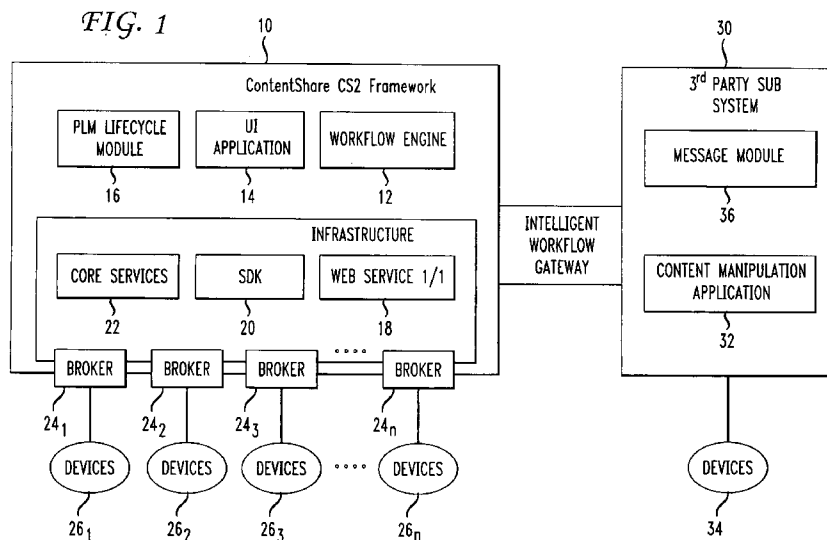 FIG. 1
10
30
ContentShare CS2 Framework
3rd PARTY SUB
SYSTEM
PLM LIFECYCLE
MODULE
16
UI
APPLICATION
14
WORKFLOW ENGINE
12
MESSAGE MODULE
36
INTELLIGENT
WORKFLOW
GATEWAY
INFRASTRUCTURE
CORE SERVICES
22
SDK
20
WEB SERVICE 1/1
18
CONTENT MANIPULATION
APPLICATION
32
BROKER
BROKER
BROKER
BROKER
24₁
24₂
24₃
24ₙ
DEVICES
DEVICES
DEVICES
DEVICES
DEVICES
26₁
26₂
26₃
26ₙ
34